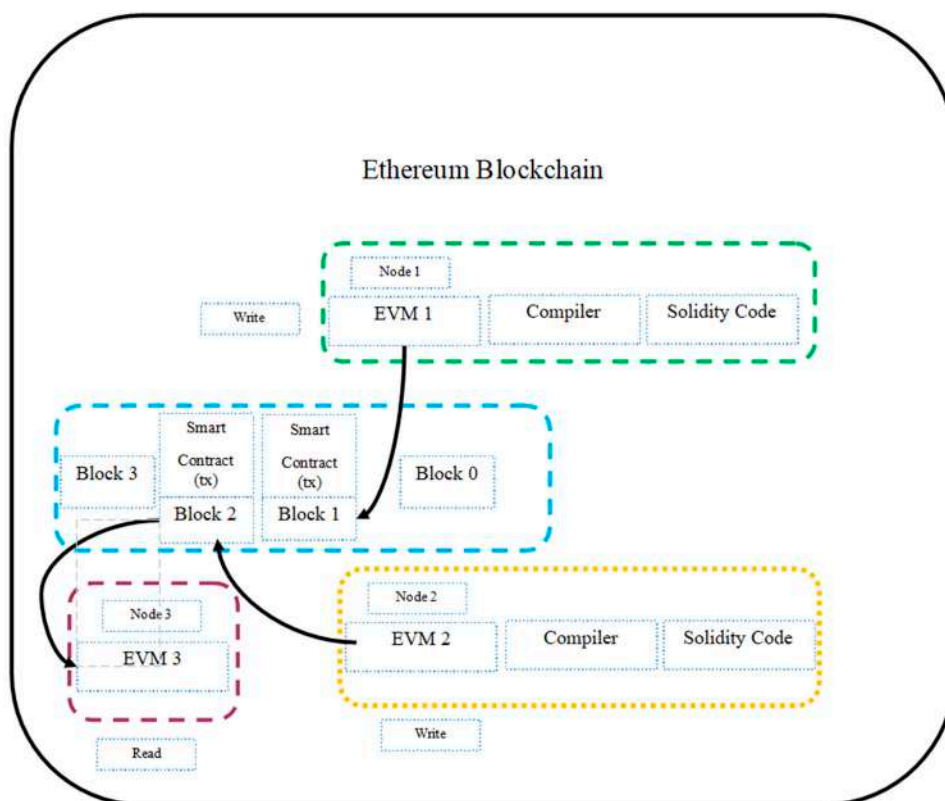 Ethereum Blockchain
Node 1
Write
EVM 1
Compiler
Solidity Code
Smart
Contract
(tx)
Smart
Contract
(tx)
Block 3
Block 2
Block 1
Block 0
Node 3
EVM 3
Read
Node 2
EVM 2
Compiler
Solidity Code
Write